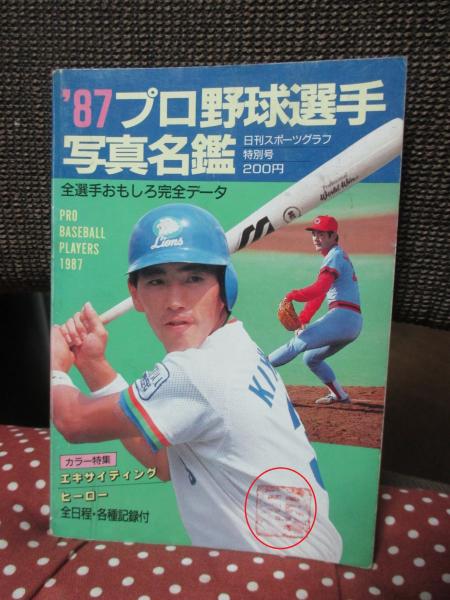 '87プロ野球選手
写真名鑑
日刊スポーツグラフ
特別号
200円
全選手おもしろ完全データ
PRO
BASEBALL
PLAYERS
1987
Lions
カラー特集
エキサイティング
ヒーロー
全日程・各種記録付